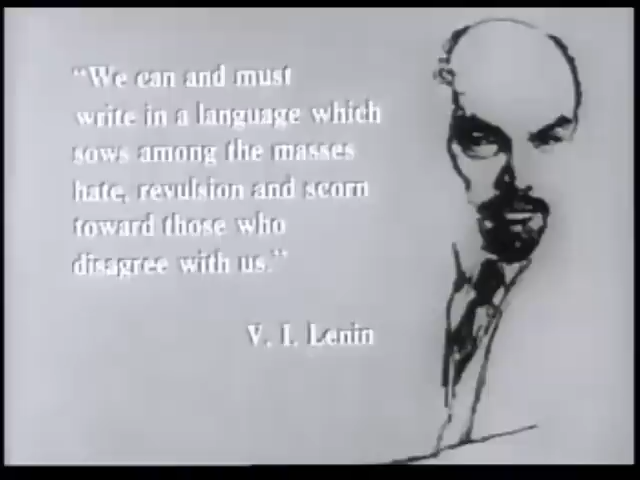 “We can and must
write in a language which
sows among the masses
hate, revulsion and scorn
toward those who
disagree with us.”
V. I. Lenin